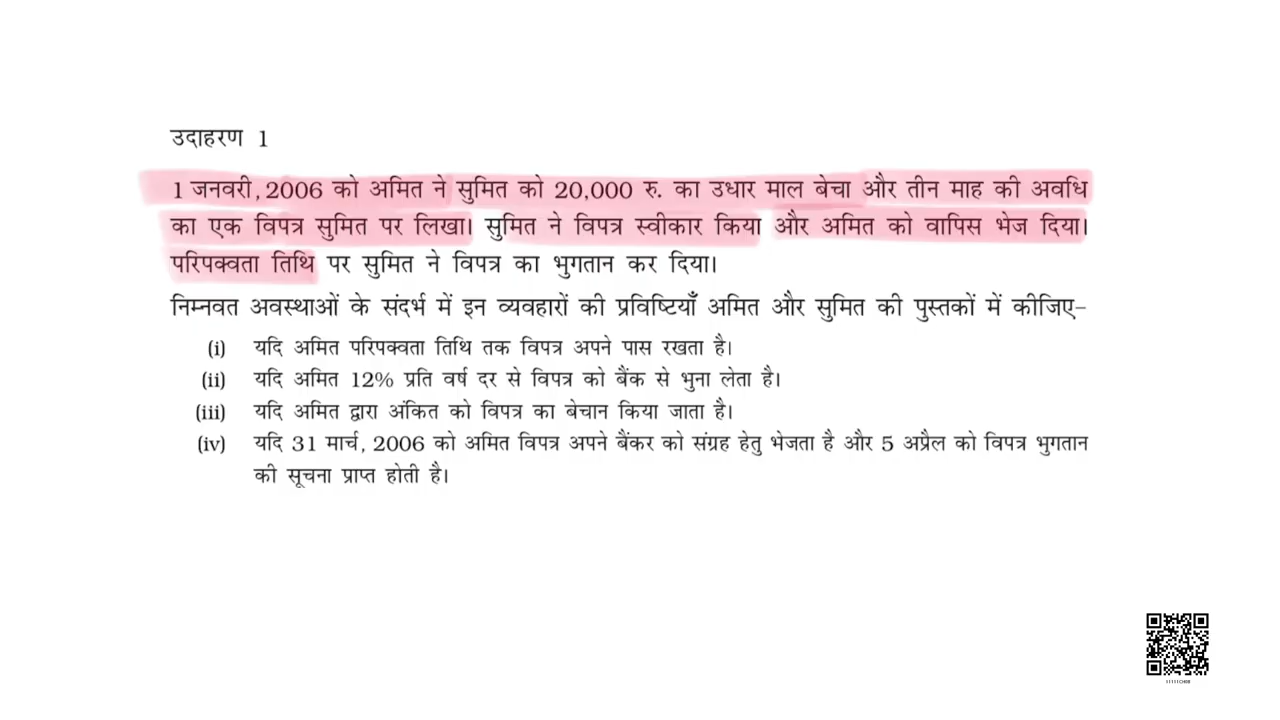 उदाहरण 1
1 जनवरी, 2006 को अमित ने सुमित को 20,000 रु. का उधार माल बेचा और तीन माह की अवधि
का एक विपत्र सुमित पर लिखा। सुमित ने विपत्र स्वीकार किया और अमित को वापिस भेज दिया।
परिपक्वता तिथि पर सुमित ने विपत्र का भुगतान कर दिया।
निम्नवत अवस्थाओं के संदर्भ में इन व्यवहारों की प्रविष्टियाँ अमित और सुमित की पुस्तकों में कीजिए–
(i) यदि अमित परिपक्वता तिथि तक विपत्र अपने पास रखता है।
(ii) यदि अमित 12% प्रति वर्ष दर से विपत्र को बैंक से भुना लेता है।
(iii) यदि अमित द्वारा अंकित को विपत्र का बेचान किया जाता है।
(iv) यदि 31 मार्च, 2006 को अमित विपत्र अपने बैंकर को संग्रह हेतु भेजता है और 5 अप्रैल को विपत्र भुगतान
की सूचना प्राप्त होती है।